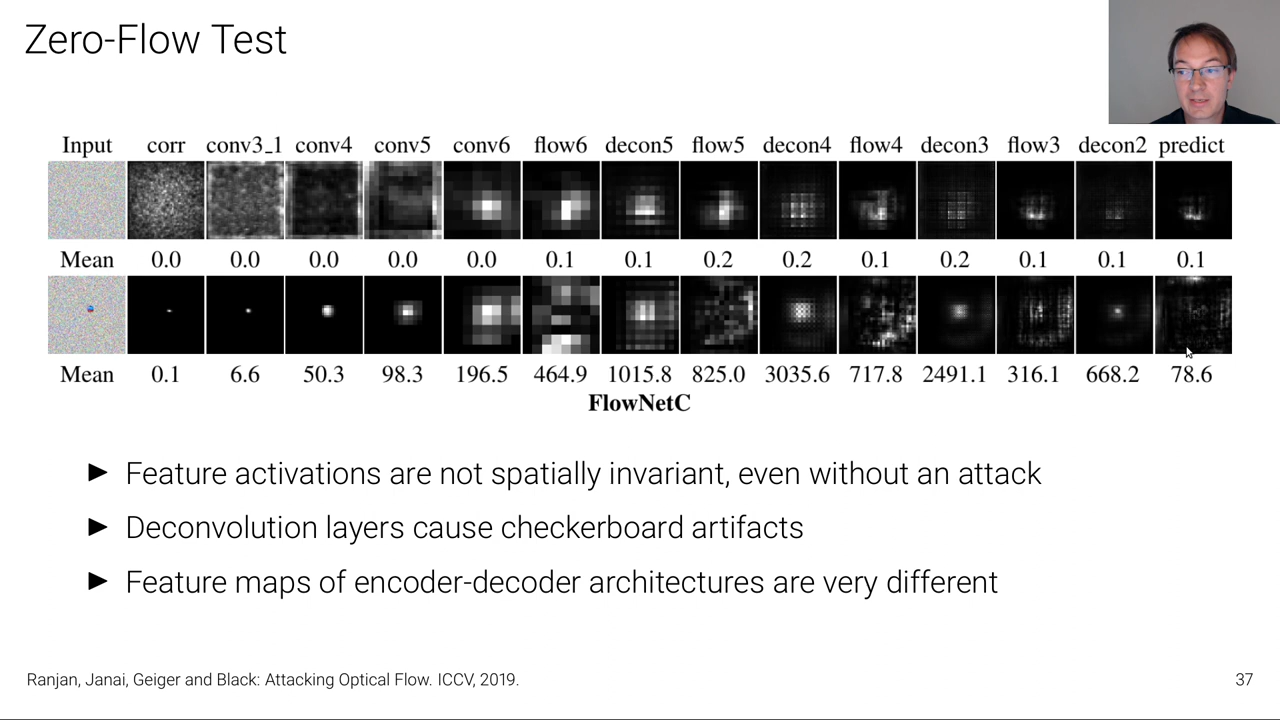 Zero-Flow Test
Input corr conv3_1 conv4 conv5 conv6 flow6 decon5 flow5 decon4 flow4 decon3 flow3 decon2 predict
Mean 0.0 0.0 0.0 0.0 0.0 0.1 0.1 0.2 0.2 0.1 0.2 0.1 0.1 0.1
Mean 0.1 6.6 50.3 98.3 196.5 464.9 1015.8 825.0 3035.6 717.8 2491.1 316.1 668.2 78.6
FlowNetC
► Feature activations are not spatially invariant, even without an attack
► Deconvolution layers cause checkerboard artifacts
► Feature maps of encoder-decoder architectures are very different
Ranjan, Janai, Geiger and Black: Attacking Optical Flow. ICCV, 2019.
37